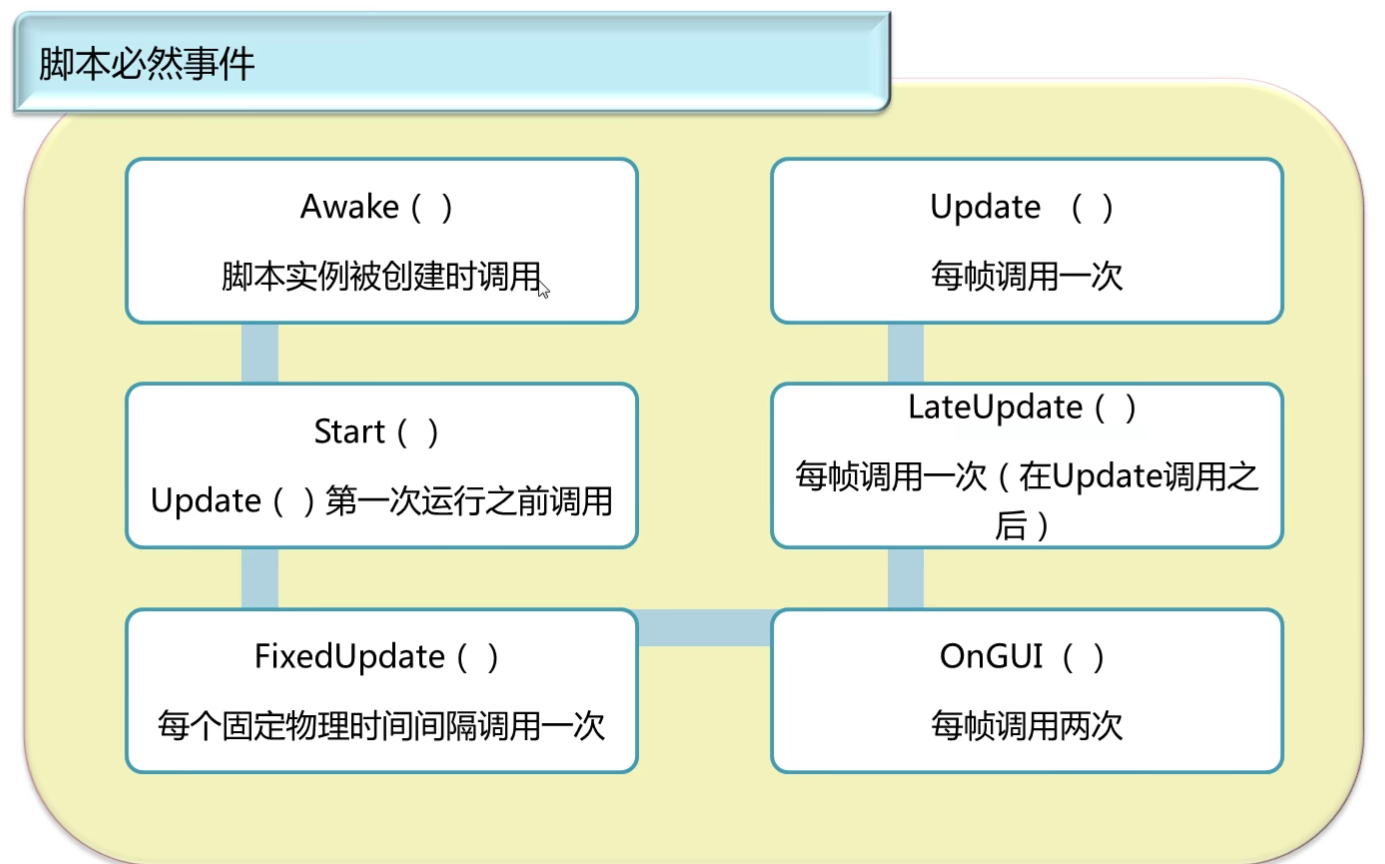 脚本必然事件
Awake（ ）
脚本实例被创建时调用
Start（ ）
Update（ ）第一次运行之前调用
FixedUpdate（ ）
每个固定物理时间间隔调用一次
Update （ ）
每帧调用一次
LateUpdate（ ）
每帧调用一次（在Update调用之
后）
OnGUI （ ）
每帧调用两次